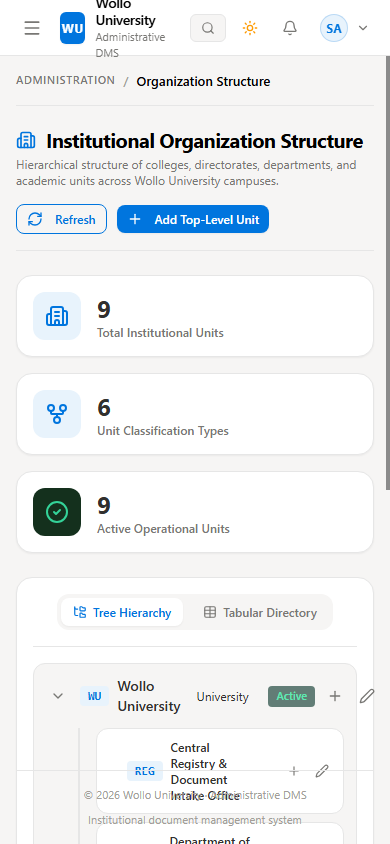 Wollo
University
WU
Administrative
DMS
SA
ADMINISTRATION / Organization Structure
Institutional Organization Structure
Hierarchical structure of colleges, directorates, departments, and
academic units across Wollo University campuses.
Refresh
Add Top-Level Unit
9
Total Institutional Units
6
Unit Classification Types
9
Active Operational Units
Tree Hierarchy
Tabular Directory
WU
Wollo
University
University
Active
REG
Central
Registry &
Document
Intake Office
© 2026 Wollo University Administrative DMS
Institutional document management system
Department of